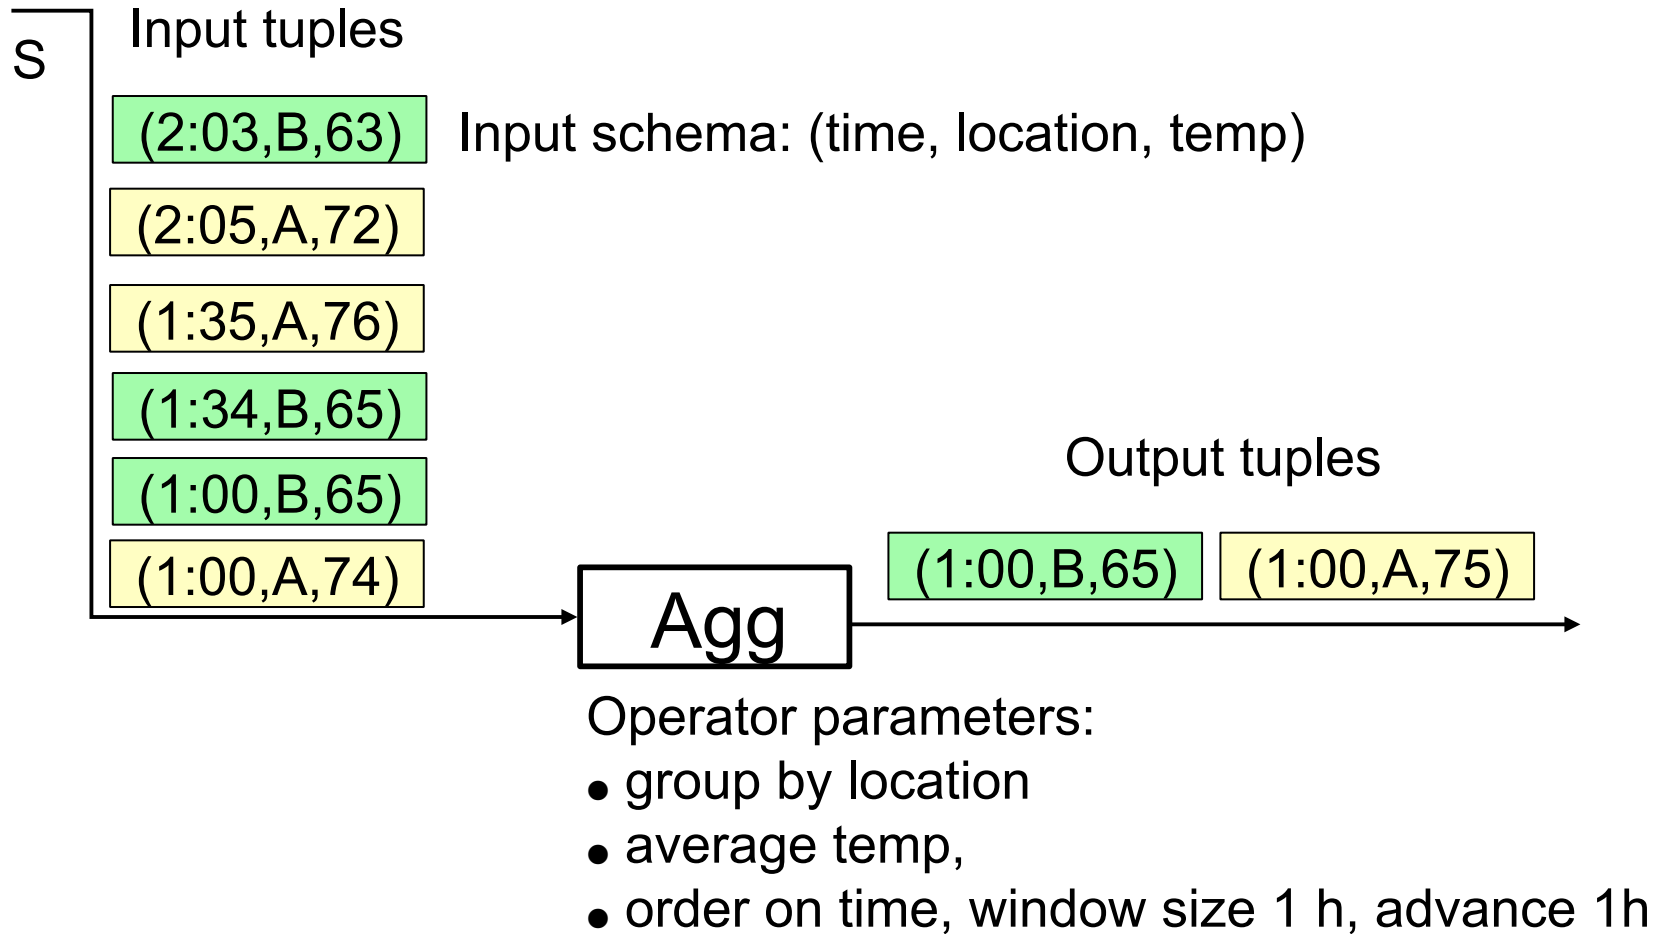 S
Input tuples
(2:03,B,63)
Input schema: (time, location, temp)
(2:05,A,72)
(1:35,A,76)
(1:34,B,65)
(1:00,B,65)
(1:00,A,74)
Agg
Output tuples
(1:00,B,65)
(1:00,A,75)
Operator parameters:
• group by location
• average temp,
• order on time, window size 1 h, advance 1h